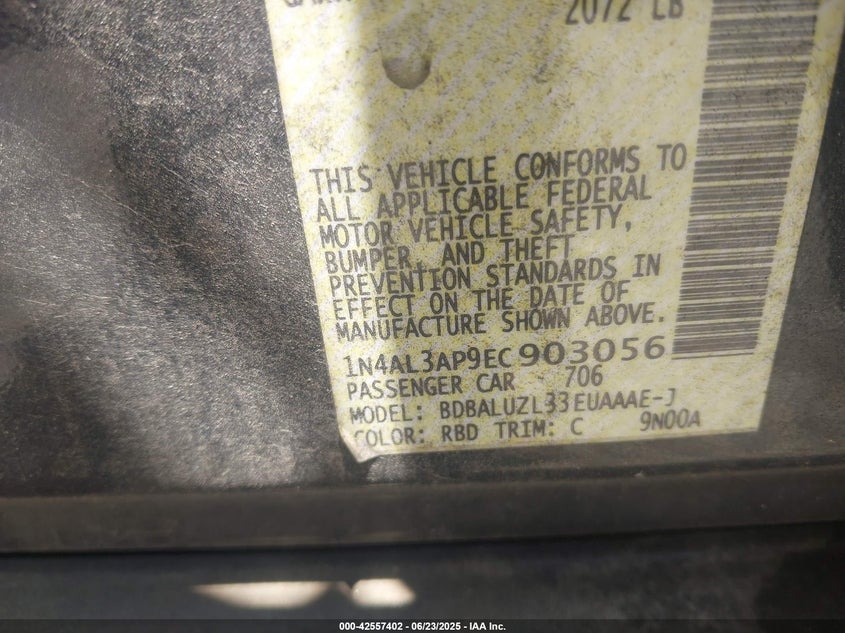 2072 LB
THIS VEHICLE CONFORMS TO
ALL APPLICABLE FEDERAL
MOTOR VEHICLE SAFETY,
BUMPER, AND THEFT
PREVENTION STANDARDS IN
EFFECT ON THE DATE OF
MANUFACTURE SHOWN ABOVE.
1N4AL3AP9EC903056
PASSENGER CAR 706
MODEL: BDBALUZL33EUAAAE-J
COLOR: RBD TRIM: C 9N00A
000-42557402 - 06/23/2025 - IAA Inc.